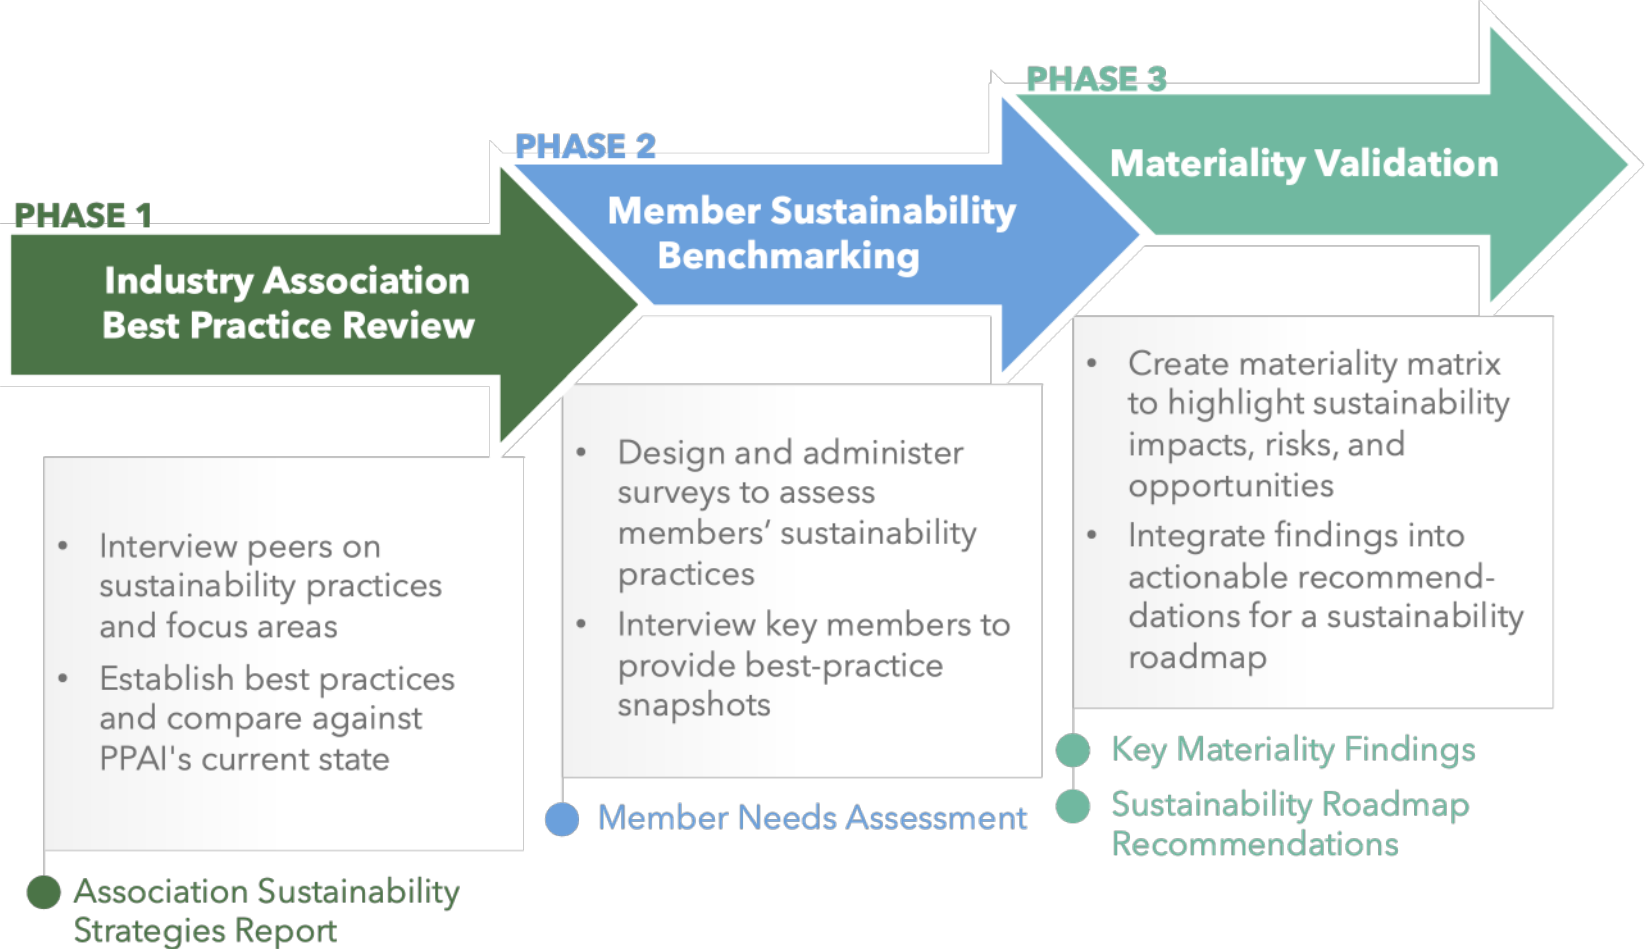 PHASE 1
Industry Association
Best Practice Review
• Interview peers on
sustainability practices
and focus areas
• Establish best practices
and compare against
PPAI's current state
Association Sustainability
Strategies Report
PHASE 2
Member Sustainability
Benchmarking
• Design and administer
surveys to assess
members’ sustainability
practices
• Interview key members to
provide best-practice
snapshots
Member Needs Assessment
PHASE 3
Materiality Validation
• Create materiality matrix
to highlight sustainability
impacts, risks, and
opportunities
• Integrate findings into
actionable recommend-
dations for a sustainability
roadmap
Key Materiality Findings
Sustainability Roadmap
Recommendations